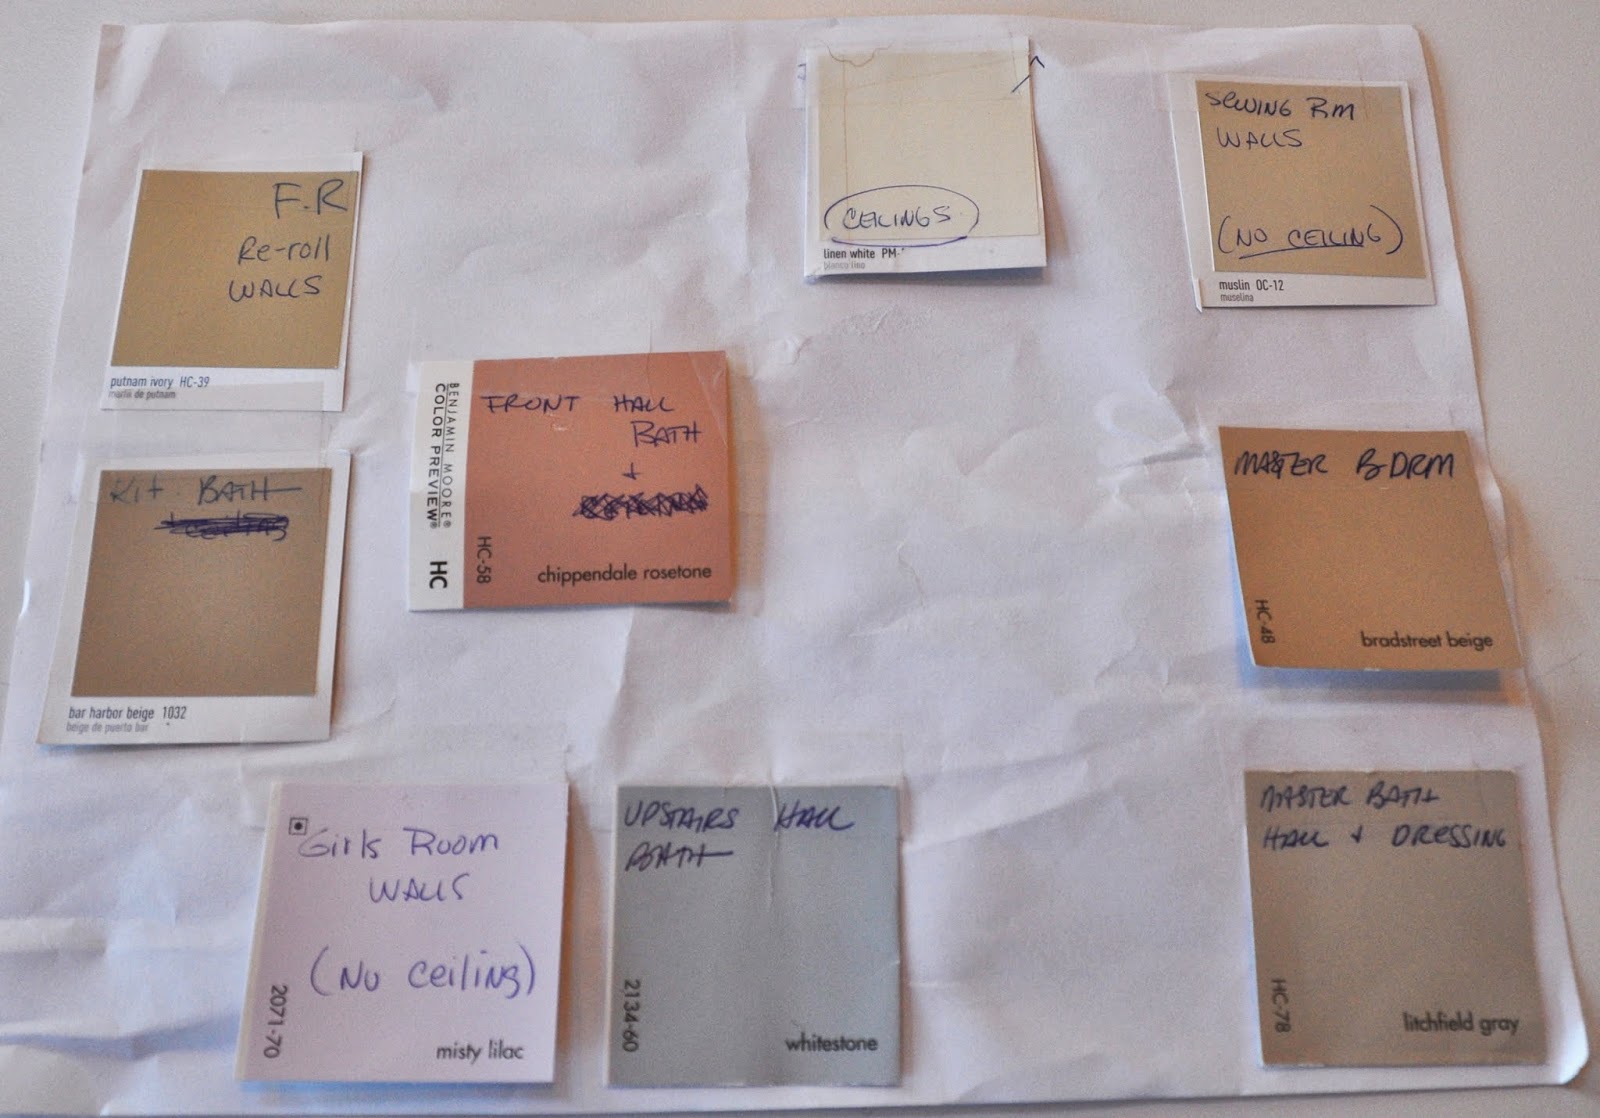 CEILINGS
linen white PM-
blanco lino
SEWING RM
WALLS
(NO CEILING)
muslin OC-12
muselina
F.R
Re-roll
WALLS
putnam ivory HC-39
marfil de putnam
BENJAMIN MOORE®
COLOR PREVIEW®
HC
FRONT HALL
BATH
+
HC-58
chippendale rosetone
MASTER BDRM
HC-48
bradstreet beige
Kit. BATH
bar harbor beige 1032
beige de puerto bar
Girls Room
WALLS
(No ceiling)
2071-70
misty lilac
UPSTAIRS HALL
BATH
2134-60
whitestone
MASTER BATH
HALL + DRESSING
HC-78
litchfield gray